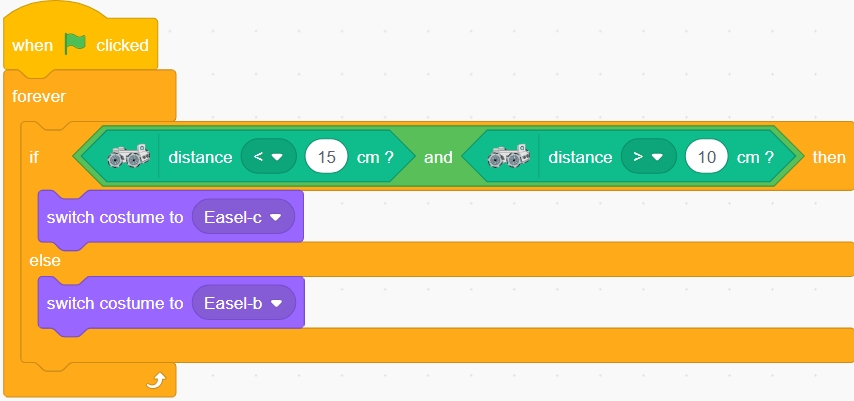 when clicked
forever
if distance < 15 cm ? and distance > 10 cm ? then
switch costume to Easel-c
else
switch costume to Easel-b